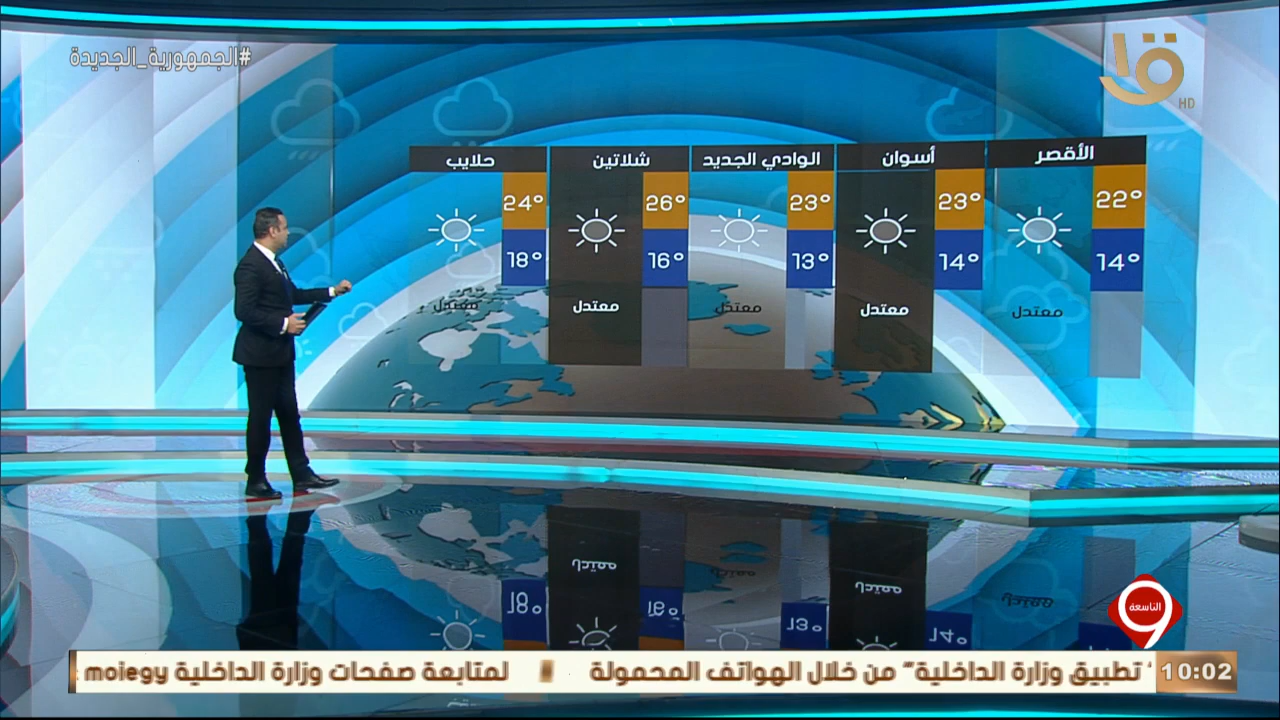 #الجمهورية_الجديدة
HD
الأقصر
22°
14°
معتدل
أسوان
23°
14°
معتدل
الوادي الجديد
23°
13°
معتدل
شلاتين
26°
16°
معتدل
حلايب
24°
18°
معتدل
التاسعة
9
تطبيق وزارة الداخلية" من خلال الهواتف المحمولة # لمتابعة صفحات وزارة الداخلية moiegy
10:02